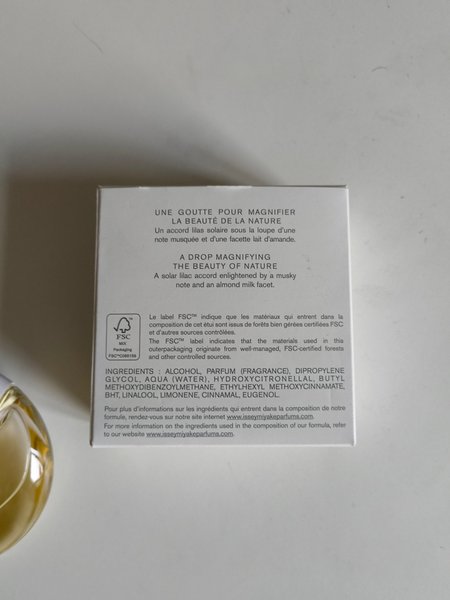 UNE GOUTTE POUR MAGNIFIER
LA BEAUTÉ DE LA NATURE
Un accord lilas solaire sous la loupe d'une
note musquée et d'une facette lait d'amande.
A DROP MAGNIFYING
THE BEAUTY OF NATURE
A solar lilac accord enlightened by a musky
note and an almond milk facet.
FSC
MIX
Packaging
Le label FSC™ indique que les matériaux qui entrent dans la
composition de cet étui sont issus de forêts bien gérées certifiées FSC
et d'autres sources contrôlées.
The FSC™ label indicates that the materials used in this
outerpackaging originate from well-managed, FSC-certified forests
and other controlled sources.
INGREDIENTS : ALCOHOL, PARFUM (FRAGRANCE), DIPROPYLENE
GLYCOL, AQUA (WATER), HYDROXYCITRONELLAL, BUTYL
METHOXYDIBENZOYLMETHANE, ETHYLHEXYL METHOXYCINNAMATE,
BHT, LINALOOL, LIMONENE, CINNAMAL, EUGENOL.
Pour plus d'informations sur les ingrédients qui entrent dans la composition de notre
formule, rendez-vous sur notre site internet www.isseymiyakeparfums.com.
For more information on the ingredients used in the composition of our formula, refer
to our website www.isseymiyakeparfums.com.